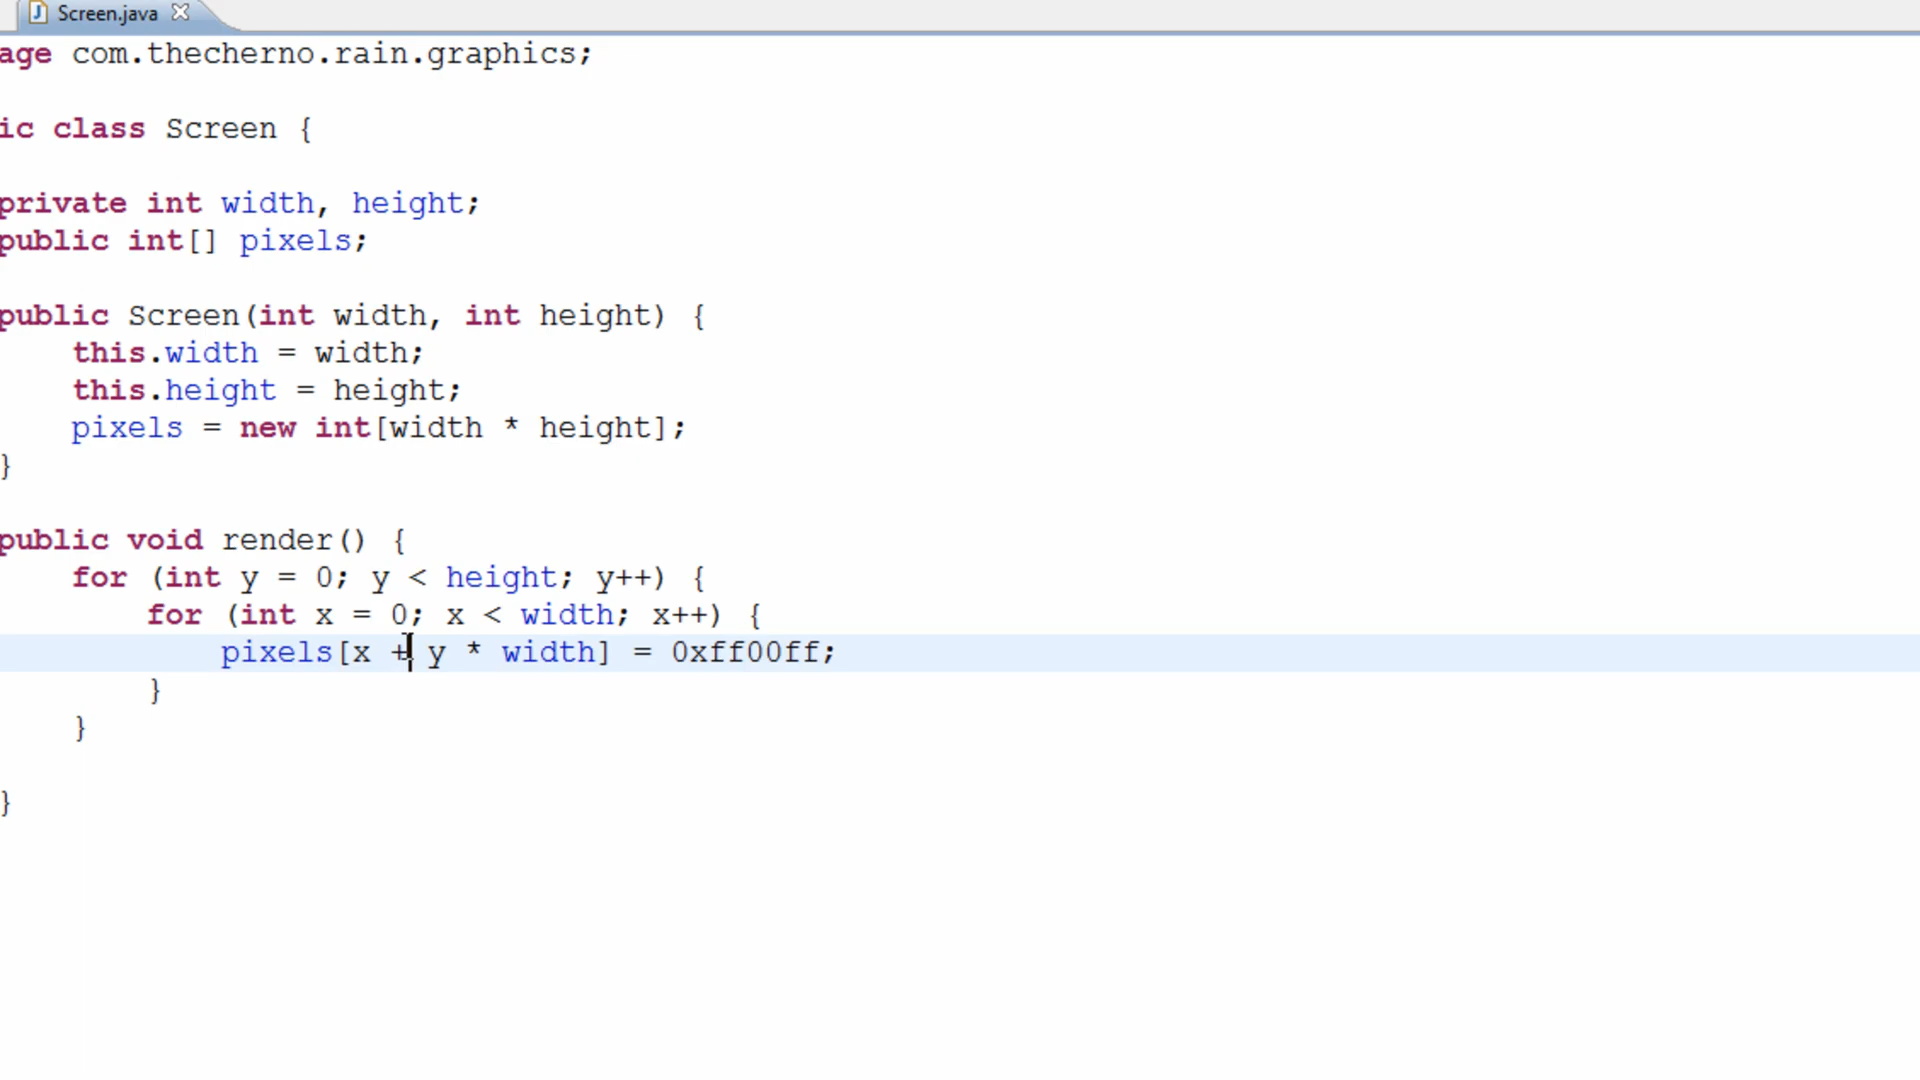 Screen.java
age com.thecherno.rain.graphics;
ic class Screen {
private int width, height;
public int[] pixels;
public Screen(int width, int height) {
this.width = width;
this.height = height;
pixels = new int[width * height];
}
public void render() {
for (int y = 0; y < height; y++) {
for (int x = 0; x < width; x++) {
pixels[x + y * width] = 0xff00ff;
}
}
}